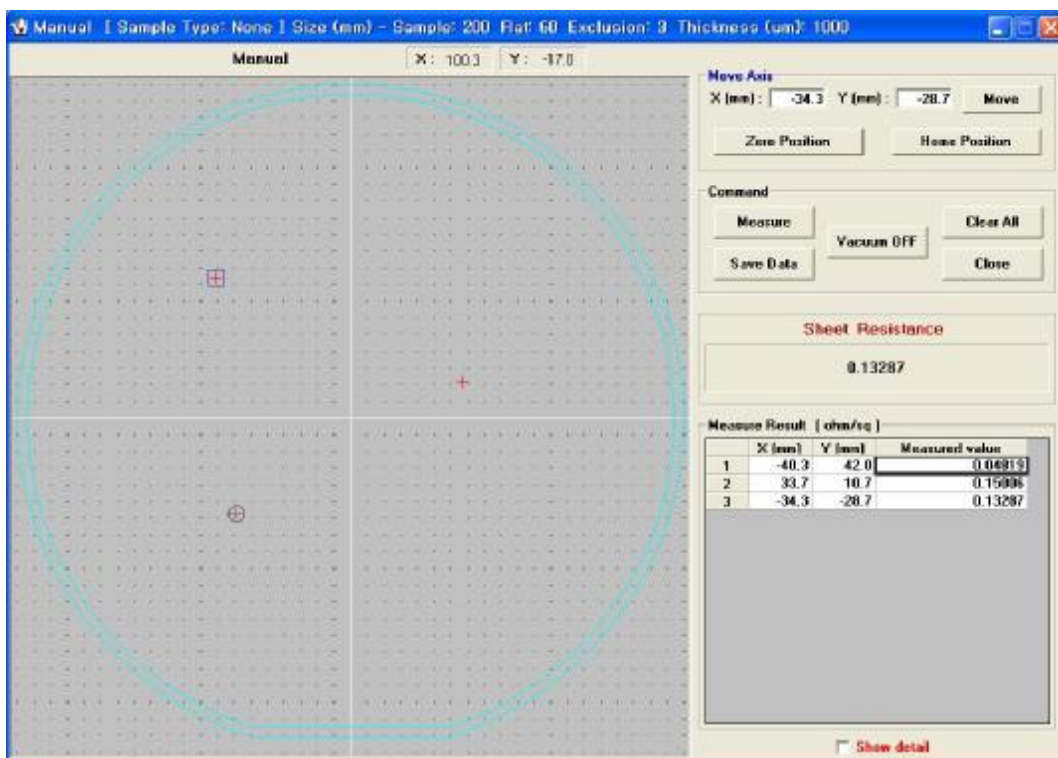 Manual [ Sample Type: None ] Size (mm) - Sample: 200 Flat: 60 Exclusion: 3 Thickness (um): 1000
Manual X: 100.3 Y: -17.0
Move Axis
X (mm) : -34.3 Y (mm) : -28.7 Move
Zero Position Home Position
Command
Measure Vacuum OFF Clear All
Save Data Close
Sheet Resistance
0.13287
Measure Result [ ohm/sq ]
X (mm) Y (mm) Measured value
1 -40.3 42.0 0.04819
2 33.7 10.7 0.15006
3 -34.3 -28.7 0.13287
Show detail